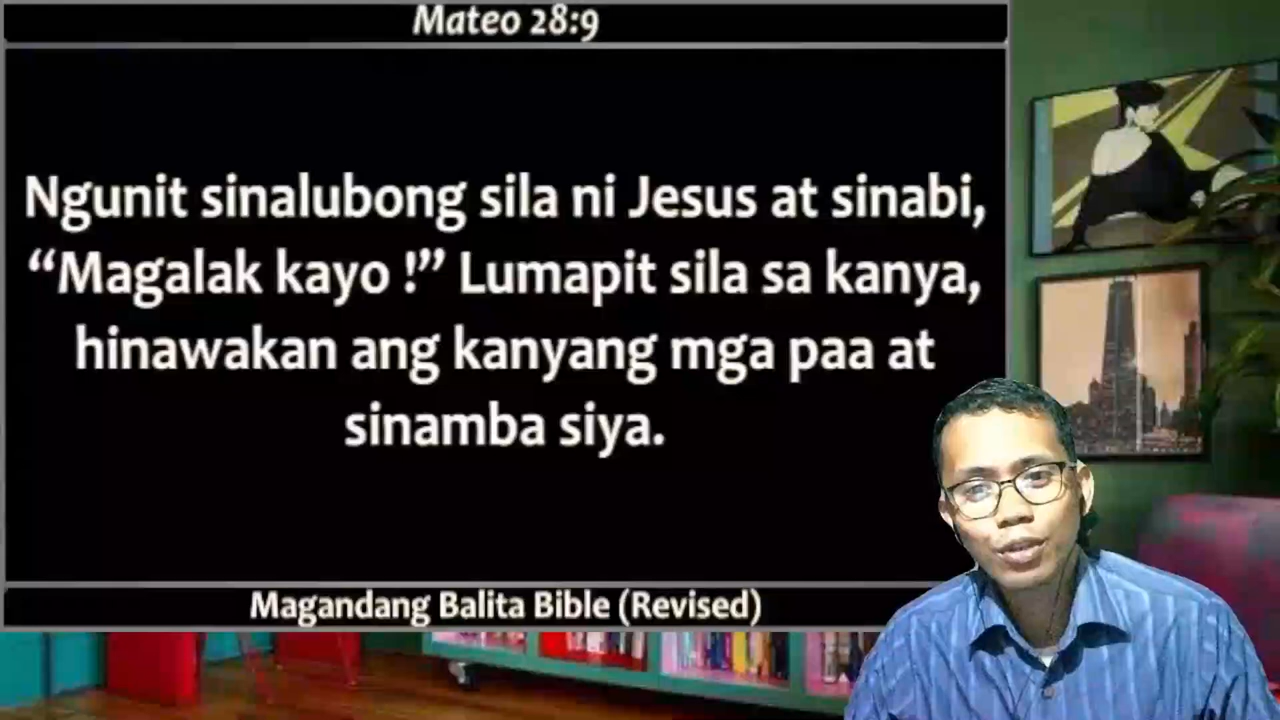 Mateo 28:9
Ngunit sinalubong sila ni Jesus at sinabi,
“Magalak kayo !” Lumapit sila sa kanya,
hinawakan ang kanyang mga paa at
sinamba siya.
Magandang Balita Bible (Revised)